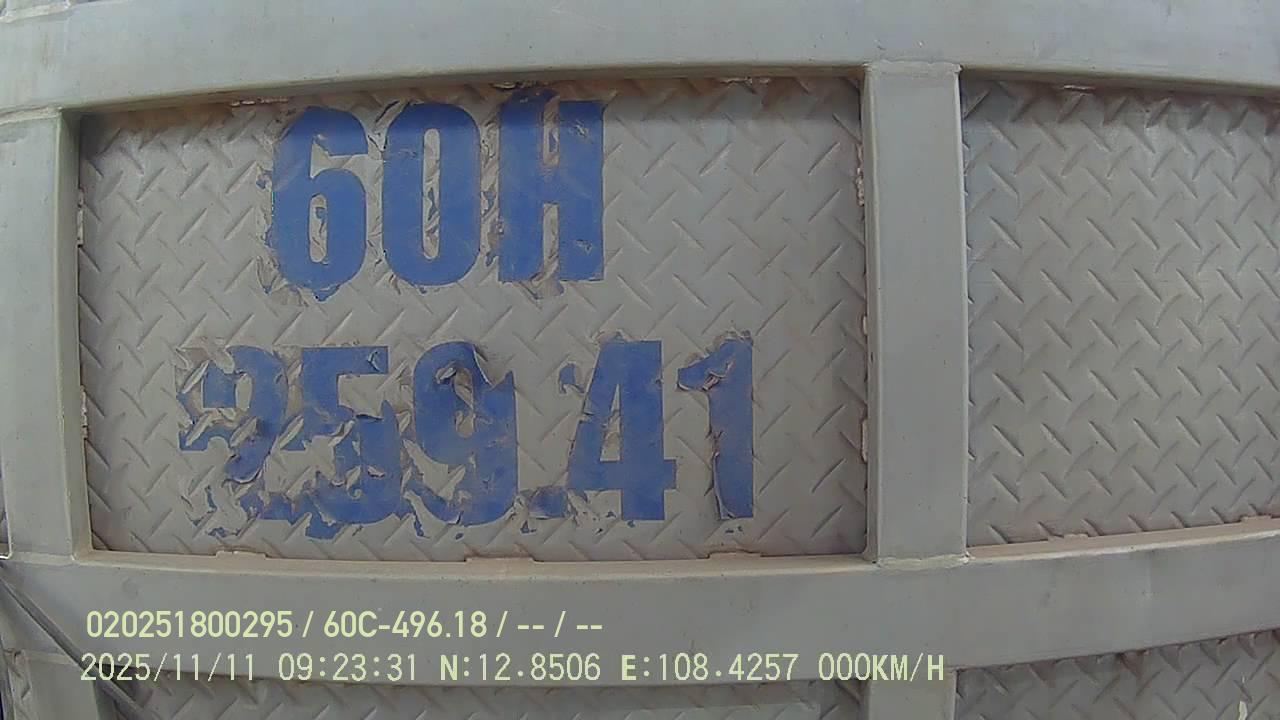 60H
259.41
020251800295 / 60C-496.18 / -- / --
2025/11/11 09:23:31 N:12.8506 E:108.4257 000KM/H